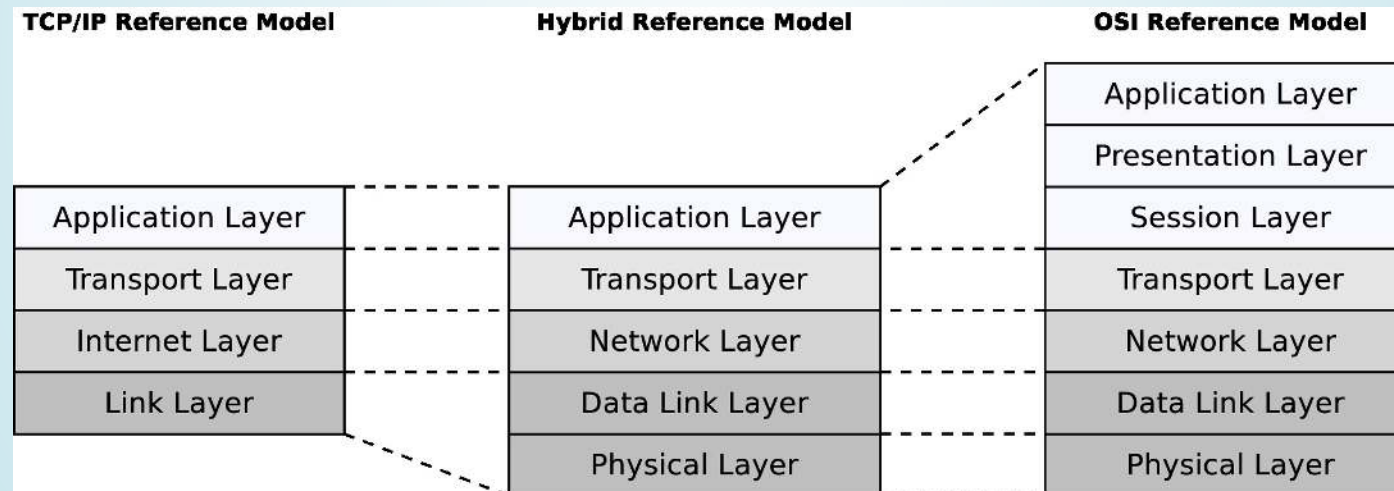 TCP/IP Reference Model
Hybrid Reference Model
OSI Reference Model
Application Layer
Transport Layer
Internet Layer
Link Layer
Application Layer
Transport Layer
Network Layer
Data Link Layer
Physical Layer
Application Layer
Presentation Layer
Session Layer
Transport Layer
Network Layer
Data Link Layer
Physical Layer